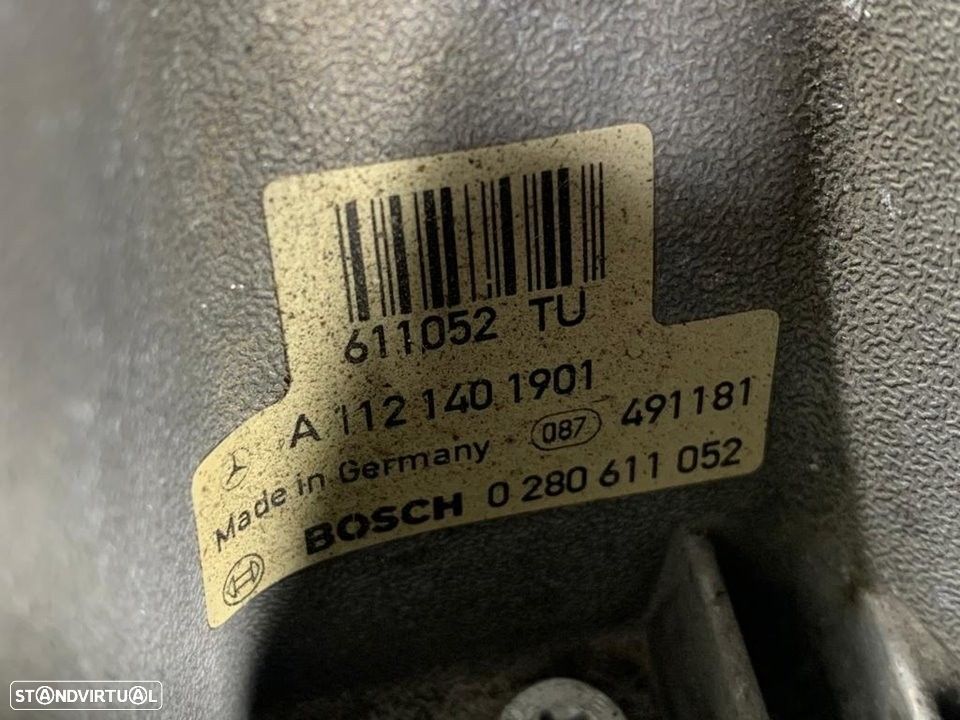 611052 TU
A 112 140 1901
Made in Germany 087 491181
BOSCH 0 280 611 052
STANDVIRTUAL